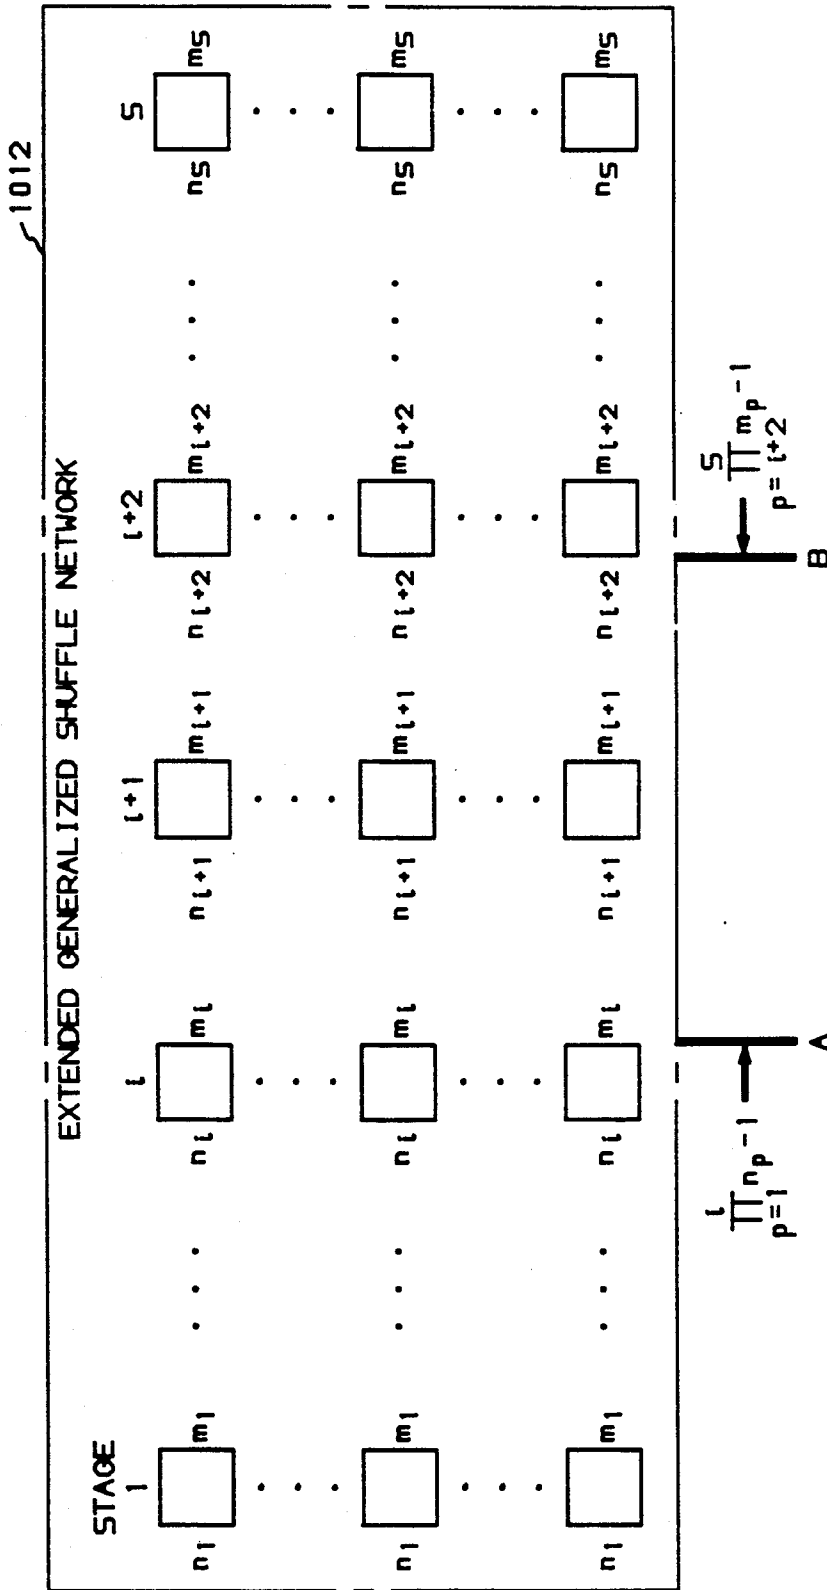 1012
EXTENDED GENERALIZED SHUFFLE NETWORK
STAGE
1 i i+1 i+2 S
n1 m1 ni mi ni+1 mi+1 ni+2 mi+2 nS mS
n1 m1 ni mi ni+1 mi+1 ni+2 mi+2 nS mS
n1 m1 ni mi ni+1 mi+1 ni+2 mi+2 nS mS
i
∏ np-1
p=1
S
∏ mp-1
p=i+2
A B